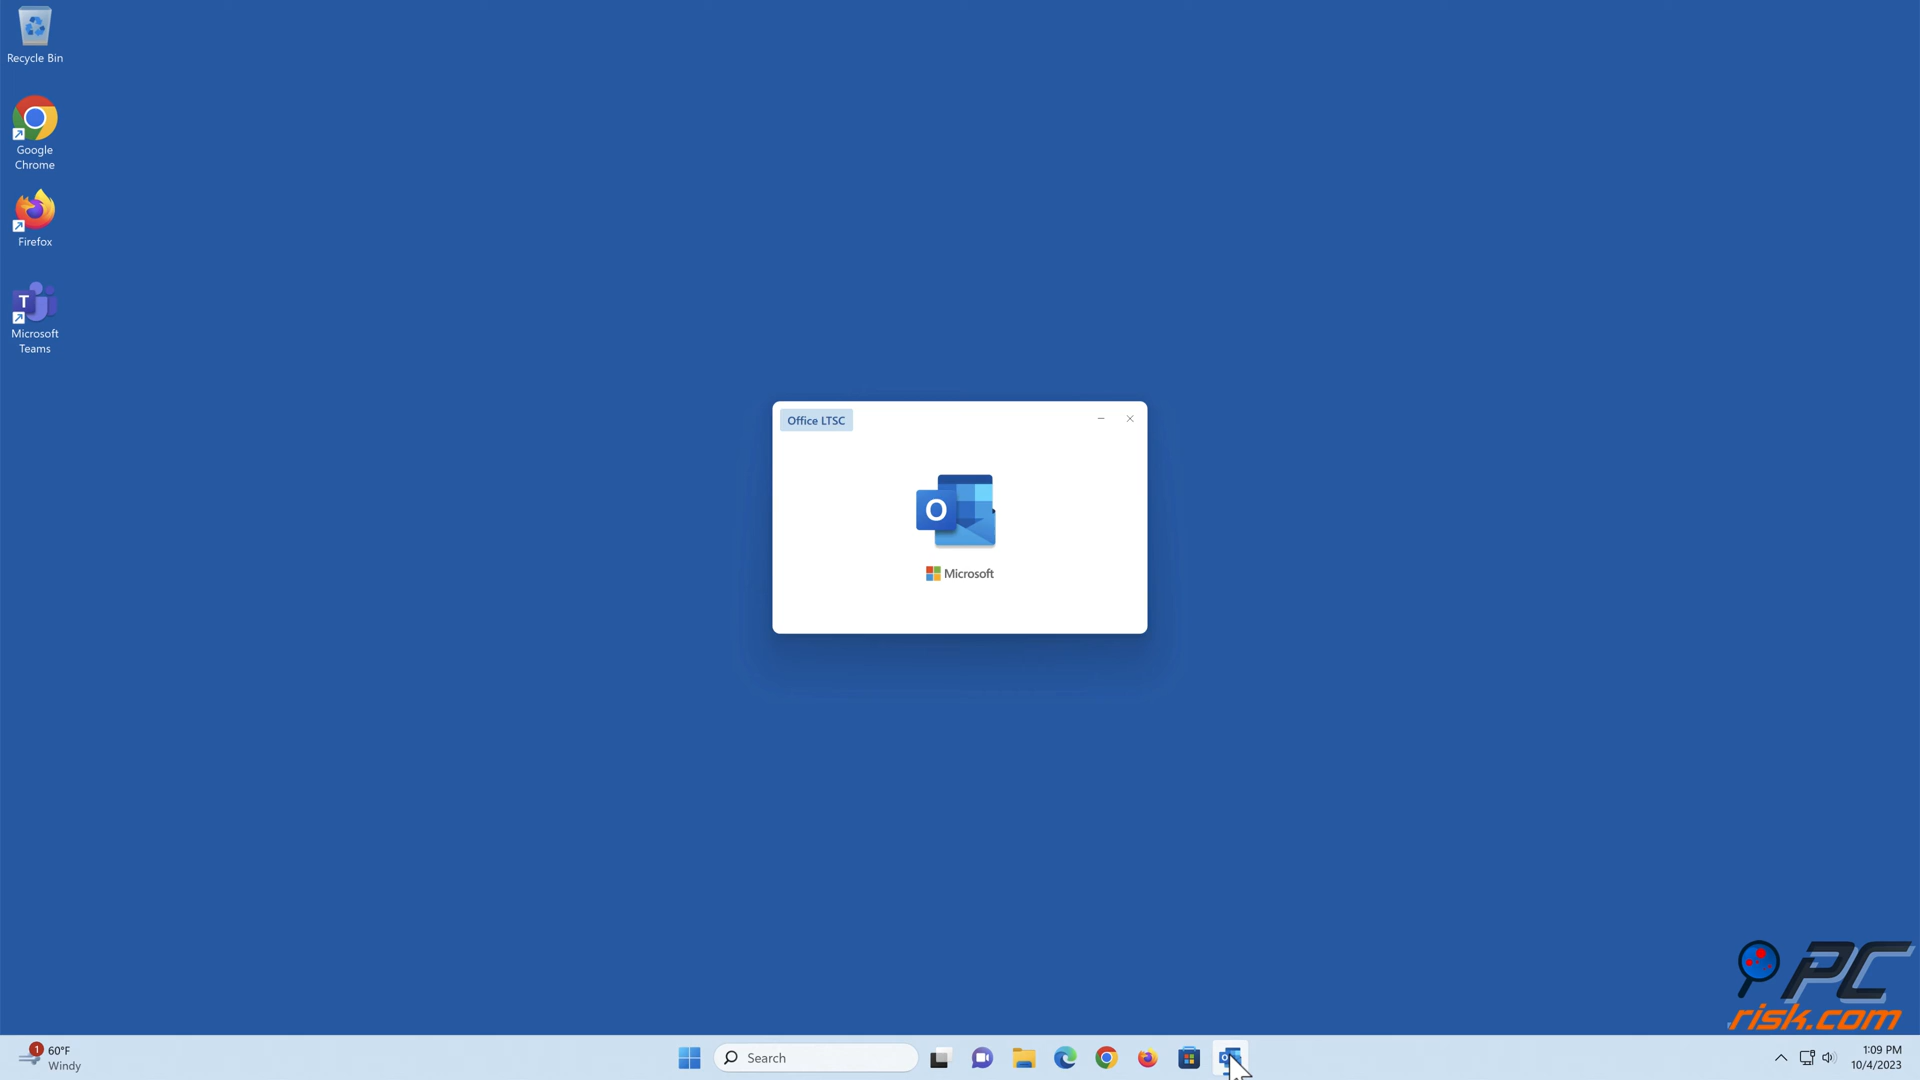 Recycle Bin
Google
Chrome
Firefox
T
Microsoft
Teams
Office LTSC
O
Microsoft
PC
risk.com
1
60°F
Windy
Search
1:09 PM
10/4/2023